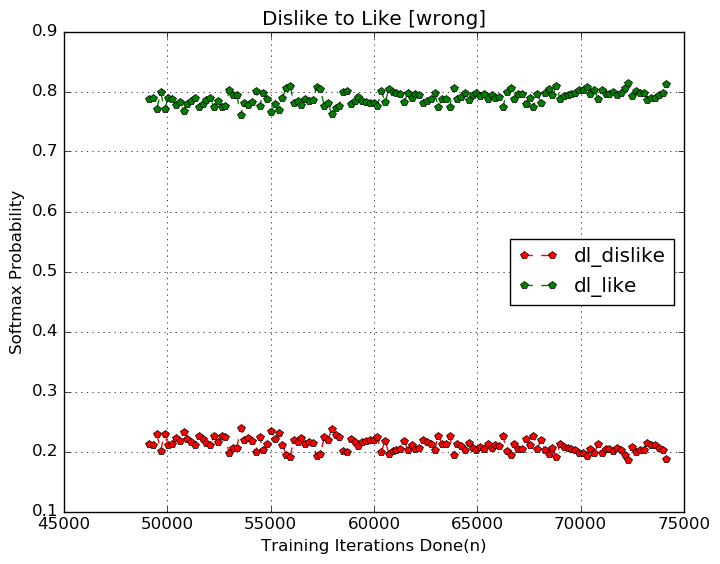 Dislike to Like [wrong]
0.9
0.8
0.7
0.6
0.5
0.4
0.3
0.2
0.1
Softmax Probability
dl_dislike
dl_like
45000 50000 55000 60000 65000 70000 75000
Training Iterations Done(n)